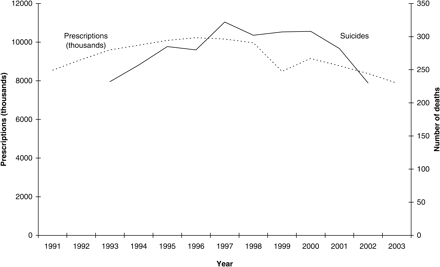 12000
10000
8000
6000
4000
2000
0
Prescriptions (thousands)
Prescriptions
(thousands)
Suicides
350
300
250
200
150
100
50
0
Number of deaths
1991 1992 1993 1994 1995 1996 1997 1998 1999 2000 2001 2002 2003
Year